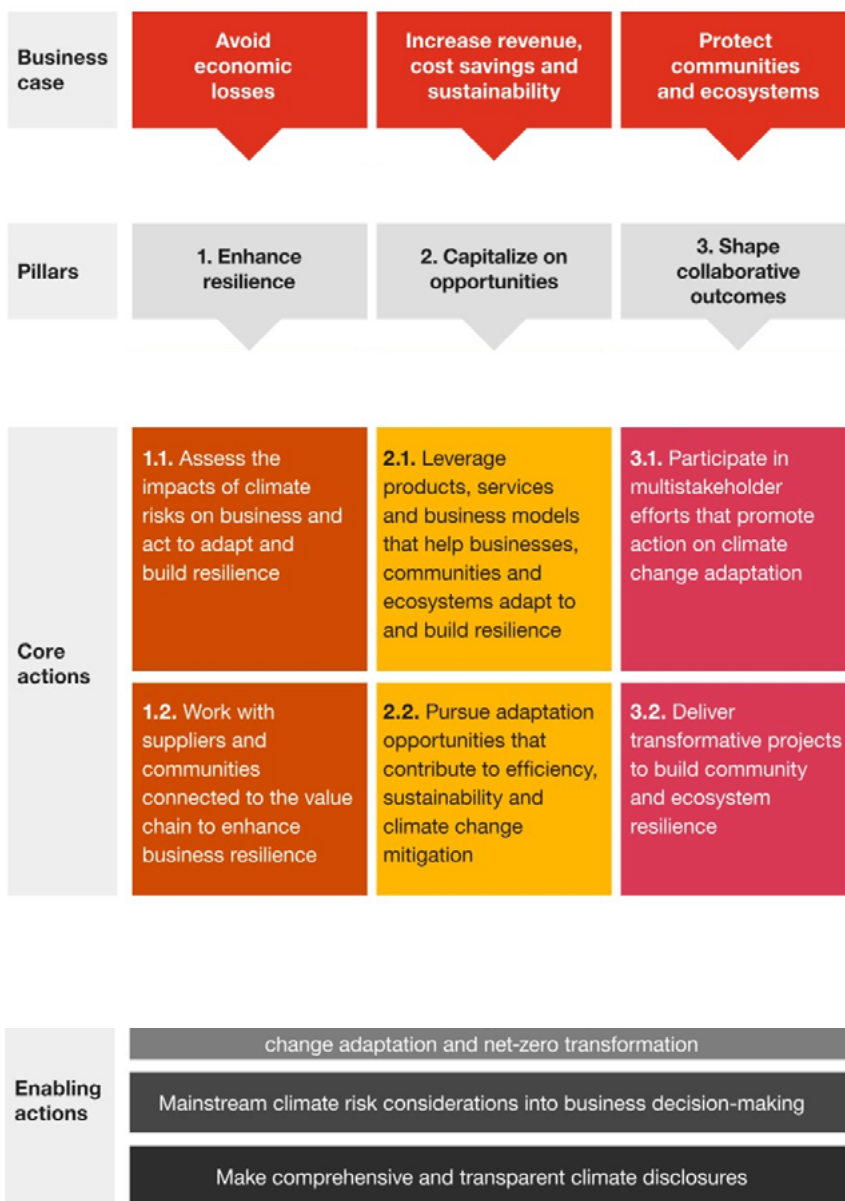 Business
case
Avoid
economic
losses
Increase revenue,
cost savings and
sustainability
Protect
communities
and ecosystems
Pillars
1. Enhance
resilience
2. Capitalize on
opportunities
3. Shape
collaborative
outcomes
Core
actions
1.1. Assess the
impacts of climate
risks on business and
act to adapt and
build resilience
2.1. Leverage
products, services
and business models
that help businesses,
communities and
ecosystems adapt to
and build resilience
3.1. Participate in
multistakeholder
efforts that promote
action on climate
change adaptation
1.2. Work with
suppliers and
communities
connected to the value
chain to enhance
business resilience
2.2. Pursue adaptation
opportunities that
contribute to efficiency,
sustainability and
climate change
mitigation
3.2. Deliver
transformative projects
to build community
and ecosystem
resilience
Enabling
actions
change adaptation and net-zero transformation
Mainstream climate risk considerations into business decision-making
Make comprehensive and transparent climate disclosures